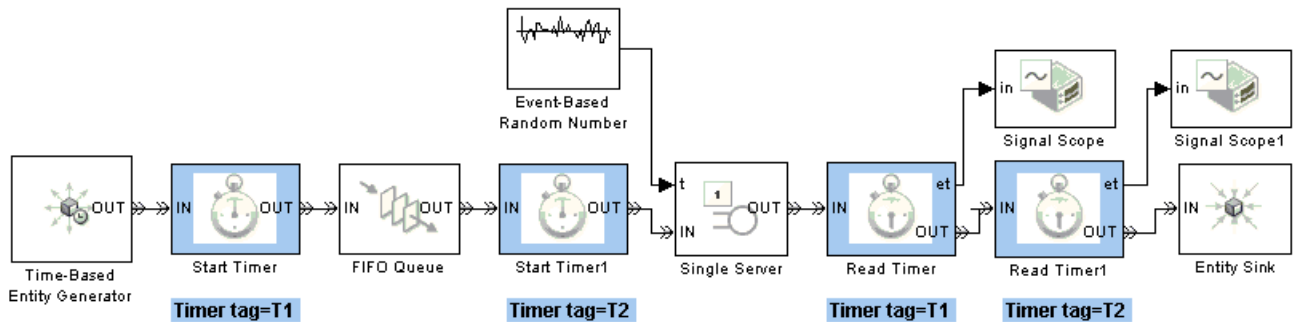 Event-Based
Random Number
in
Signal Scope
in
Signal Scope1
OUT
Time-Based
Entity Generator
IN
OUT
Start Timer
Timer tag=T1
IN
OUT
FIFO Queue
IN
OUT
Start Timer1
Timer tag=T2
t
IN
1
OUT
Single Server
IN
et
OUT
Read Timer
Timer tag=T1
IN
et
OUT
Read Timer1
Timer tag=T2
IN
Entity Sink